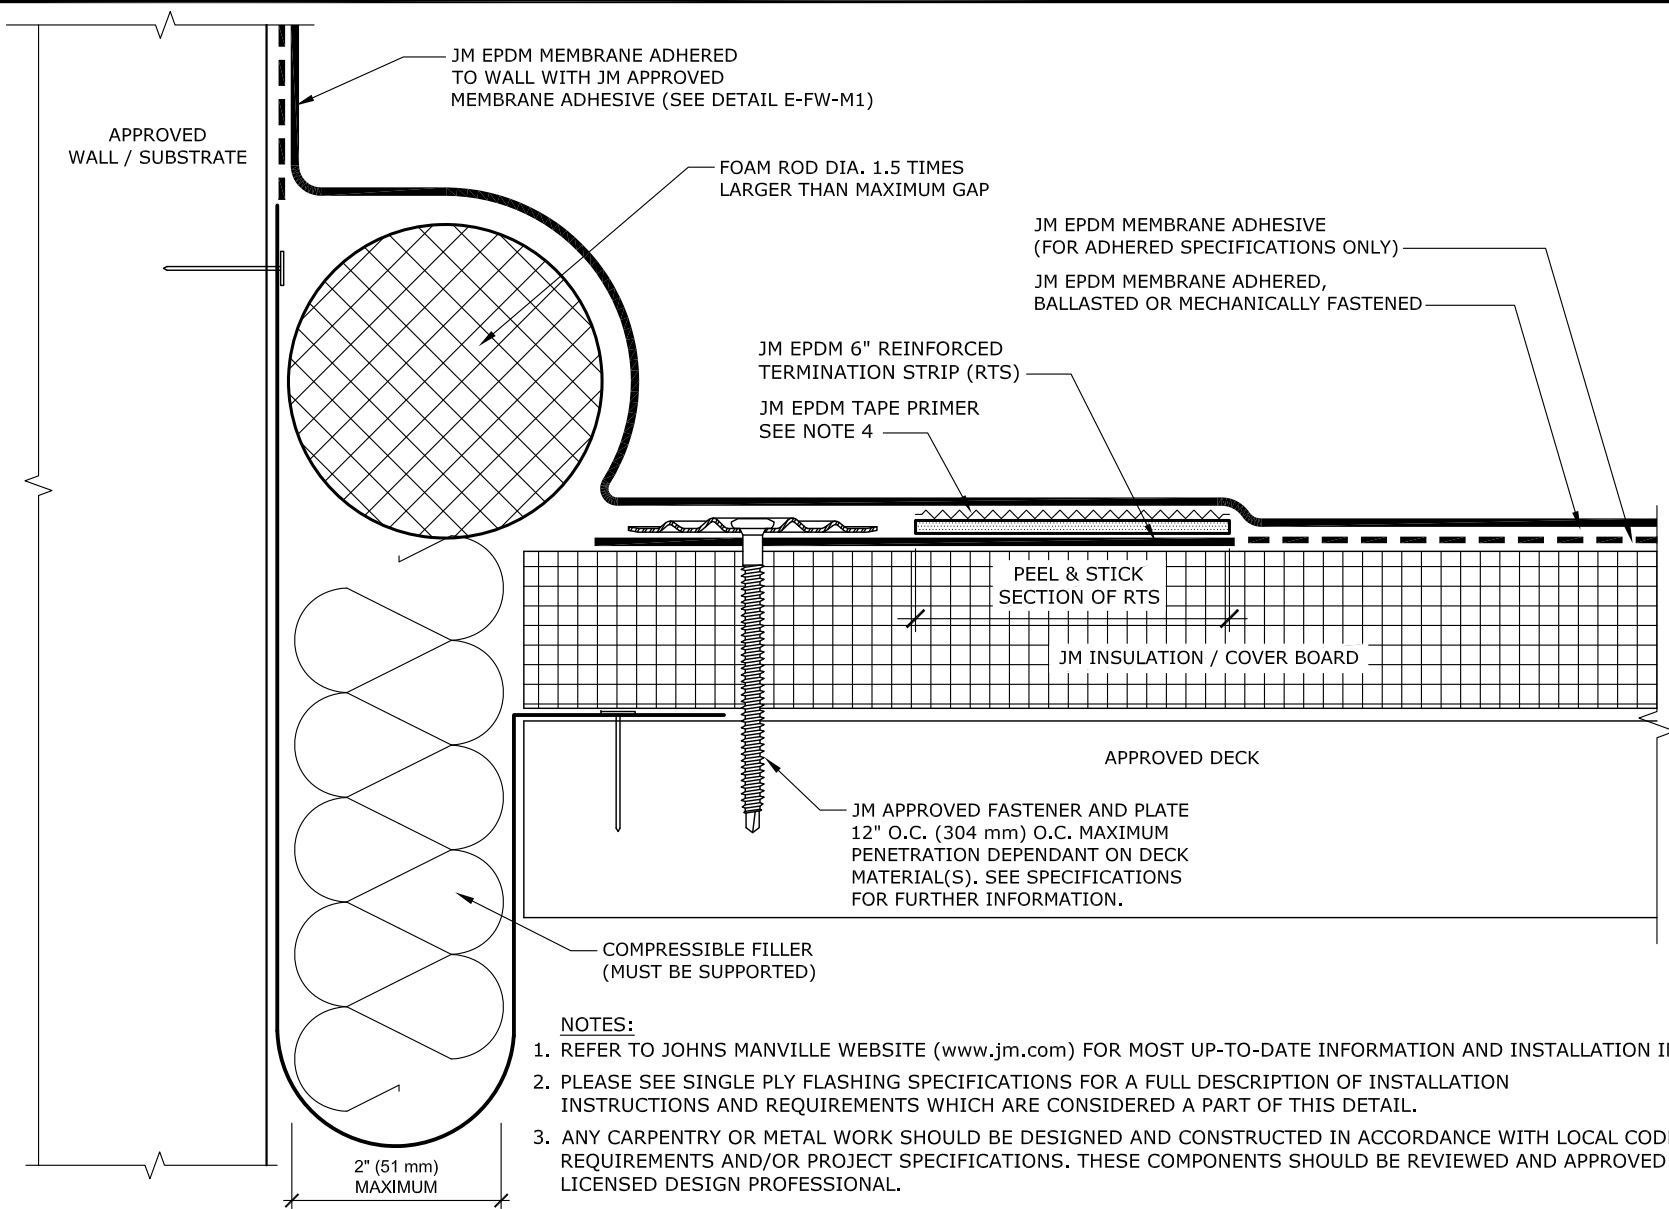 JM EPDM MEMBRANE ADHERED
TO WALL WITH JM APPROVED
MEMBRANE ADHESIVE (SEE DETAIL E-FW-M1)
APPROVED
WALL / SUBSTRATE
FOAM ROD DIA. 1.5 TIMES
LARGER THAN MAXIMUM GAP
JM EPDM MEMBRANE ADHESIVE
(FOR ADHERED SPECIFICATIONS ONLY)
JM EPDM MEMBRANE ADHERED,
BALLASTED OR MECHANICALLY FASTENED
JM EPDM 6" REINFORCED
TERMINATION STRIP (RTS)
JM EPDM TAPE PRIMER
SEE NOTE 4
PEEL & STICK
SECTION OF RTS
JM INSULATION / COVER BOARD
APPROVED DECK
JM APPROVED FASTENER AND PLATE
12" O.C. (304 mm) O.C. MAXIMUM
PENETRATION DEPENDANT ON DECK
MATERIAL(S). SEE SPECIFICATIONS
FOR FURTHER INFORMATION.
COMPRESSIBLE FILLER
(MUST BE SUPPORTED)
2" (51 mm)
MAXIMUM
NOTES:
1. REFER TO JOHNS MANVILLE WEBSITE (www.jm.com) FOR MOST UP-TO-DATE INFORMATION AND INSTALLATION
2. PLEASE SEE SINGLE PLY FLASHING SPECIFICATIONS FOR A FULL DESCRIPTION OF INSTALLATION
INSTRUCTIONS AND REQUIREMENTS WHICH ARE CONSIDERED A PART OF THIS DETAIL.
3. ANY CARPENTRY OR METAL WORK SHOULD BE DESIGNED AND CONSTRUCTED IN ACCORDANCE WITH LOCAL COD
REQUIREMENTS AND/OR PROJECT SPECIFICATIONS. THESE COMPONENTS SHOULD BE REVIEWED AND APPROVED
LICENSED DESIGN PROFESSIONAL.